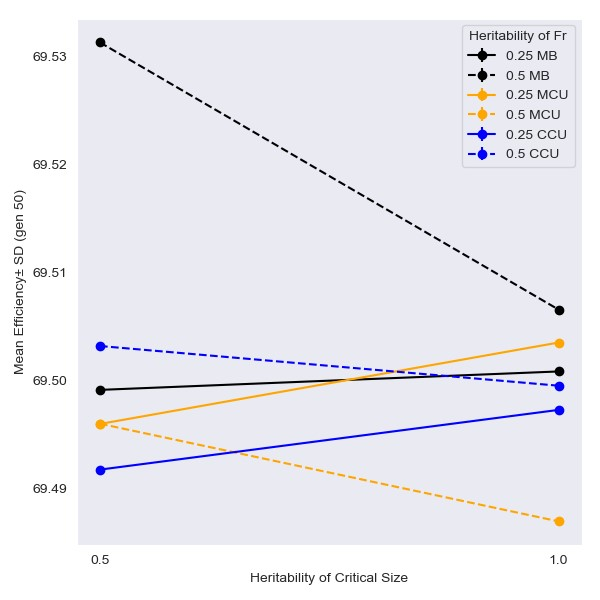 69.53
69.52
69.51
69.50
69.49
Mean Efficiency± SD (gen 50)
0.5
1.0
Heritability of Critical Size
Heritability of Fr
0.25 MB
0.5 MB
0.25 MCU
0.5 MCU
0.25 CCU
0.5 CCU